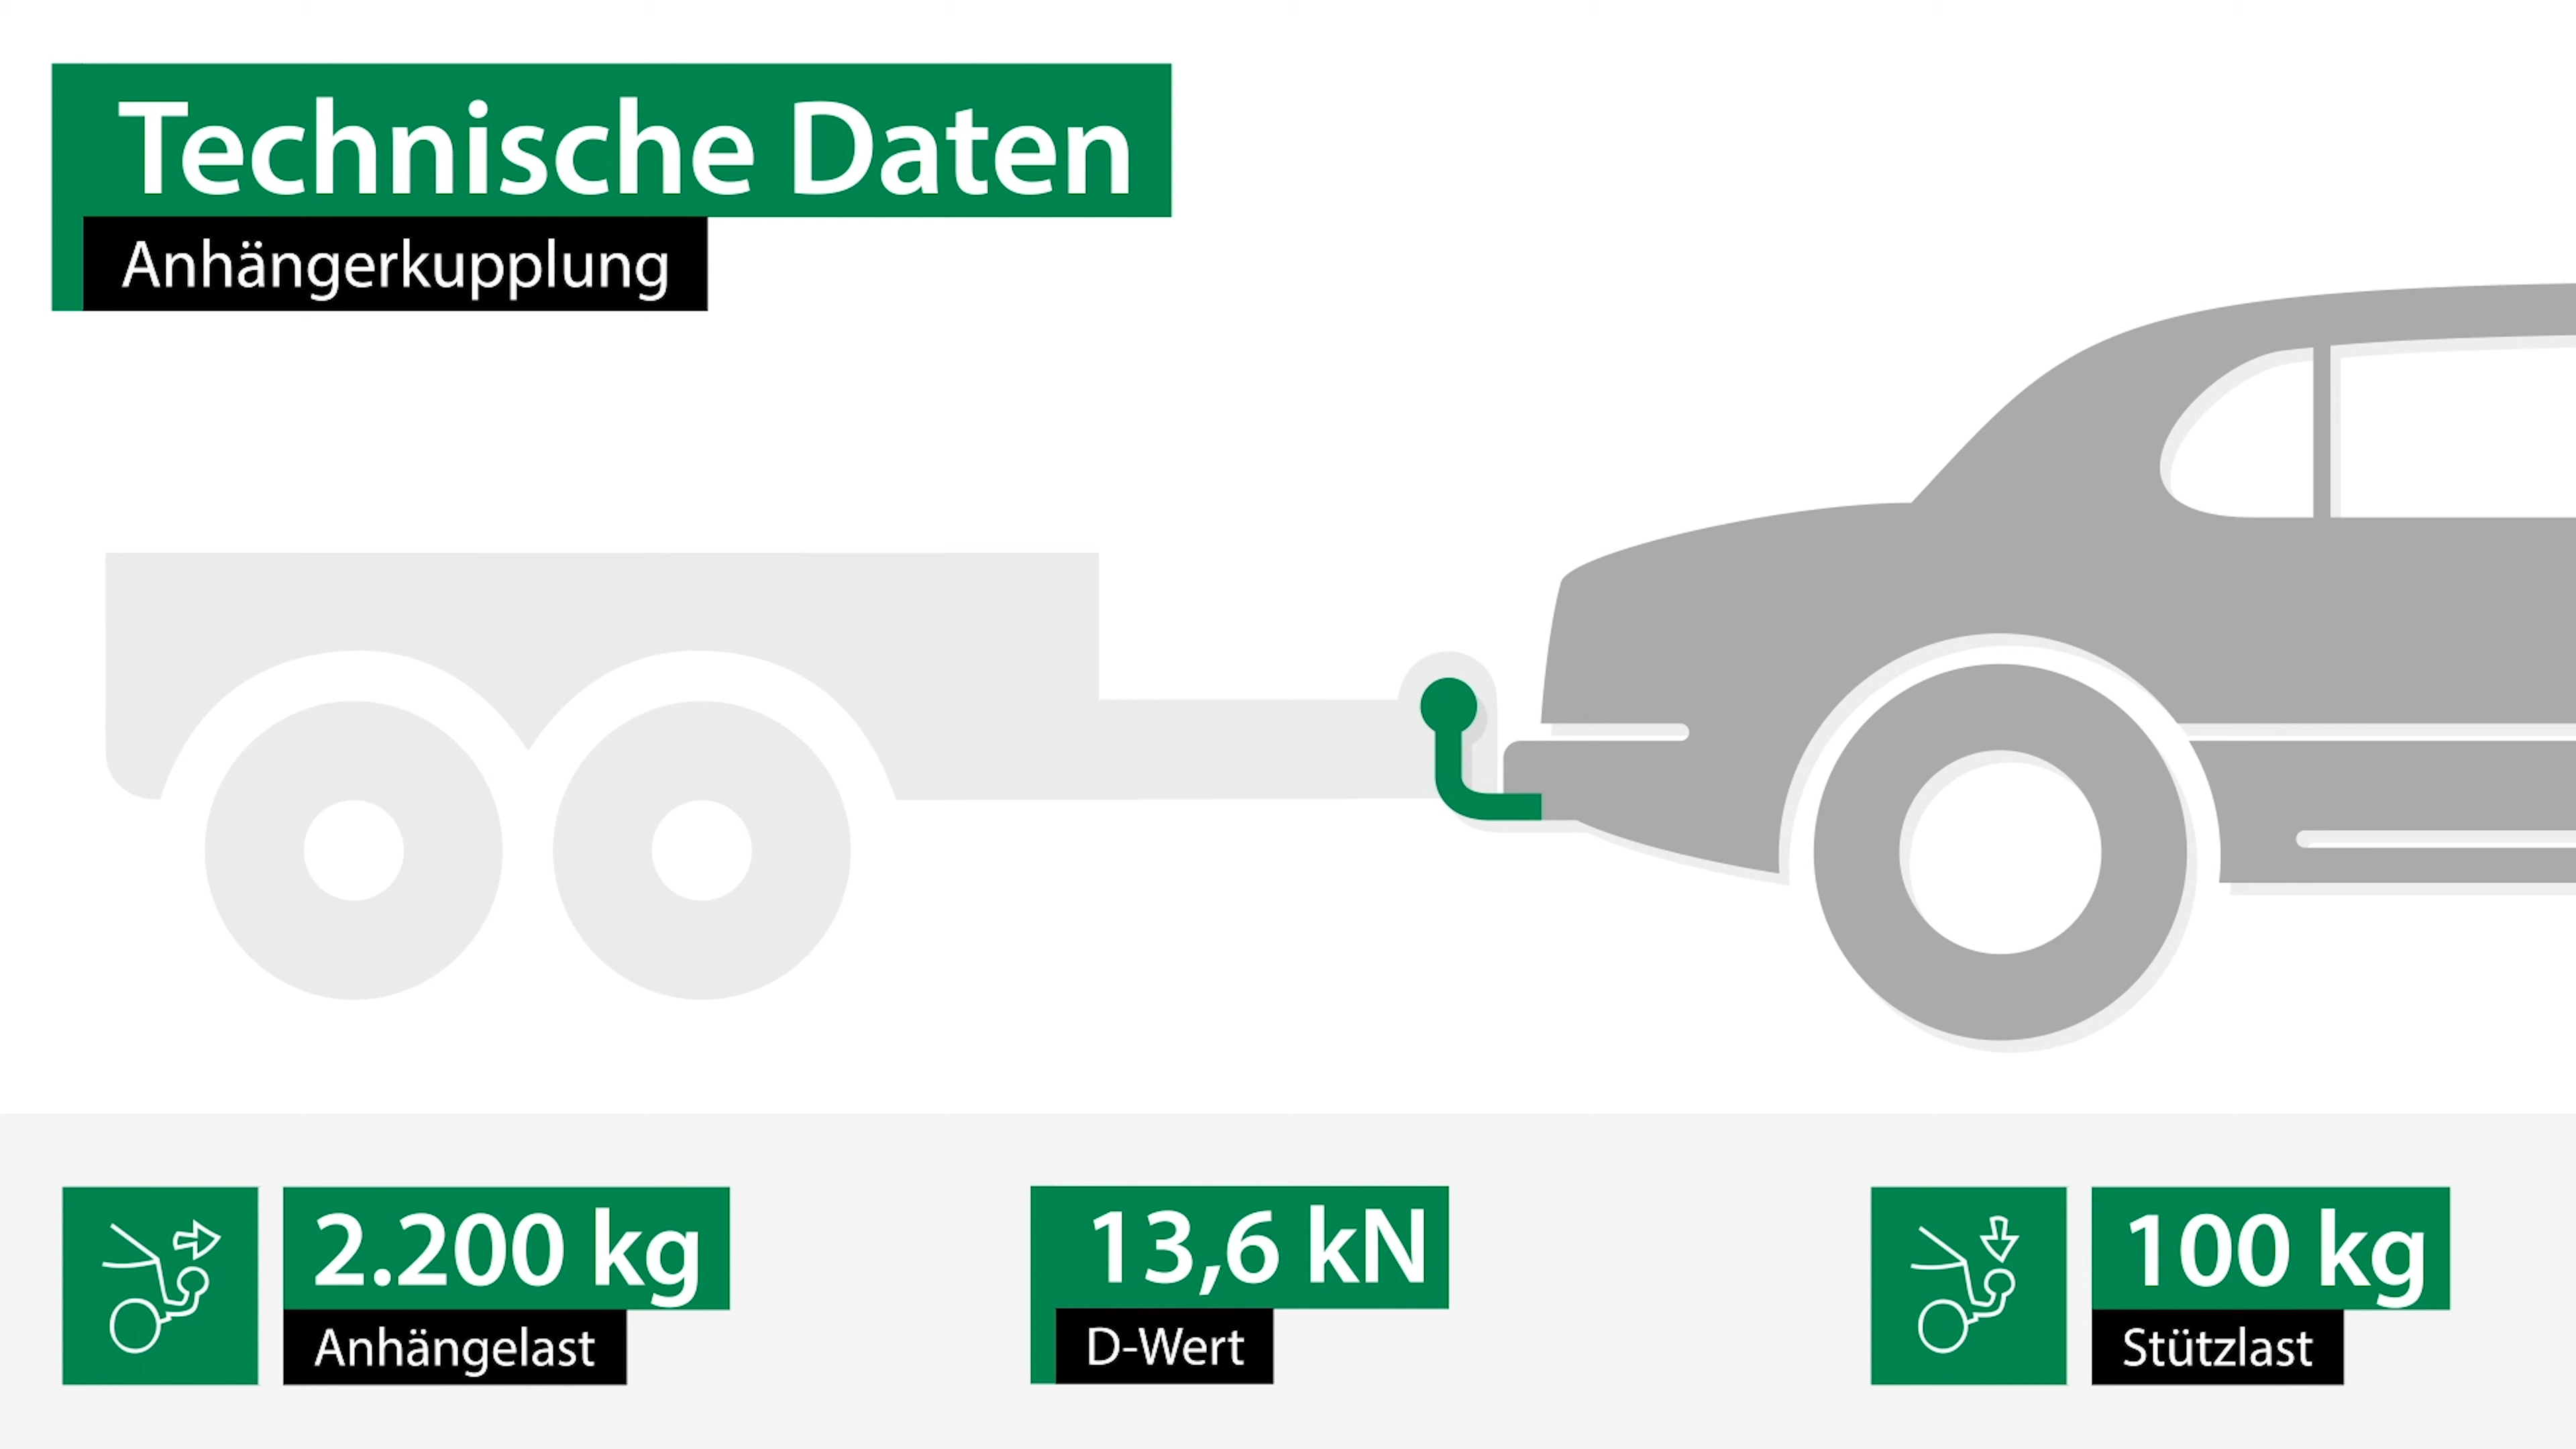 Technische Daten
Anhängerkupplung
2.200 kg
Anhängelast
13,6 kN
D-Wert
100 kg
Stützlast